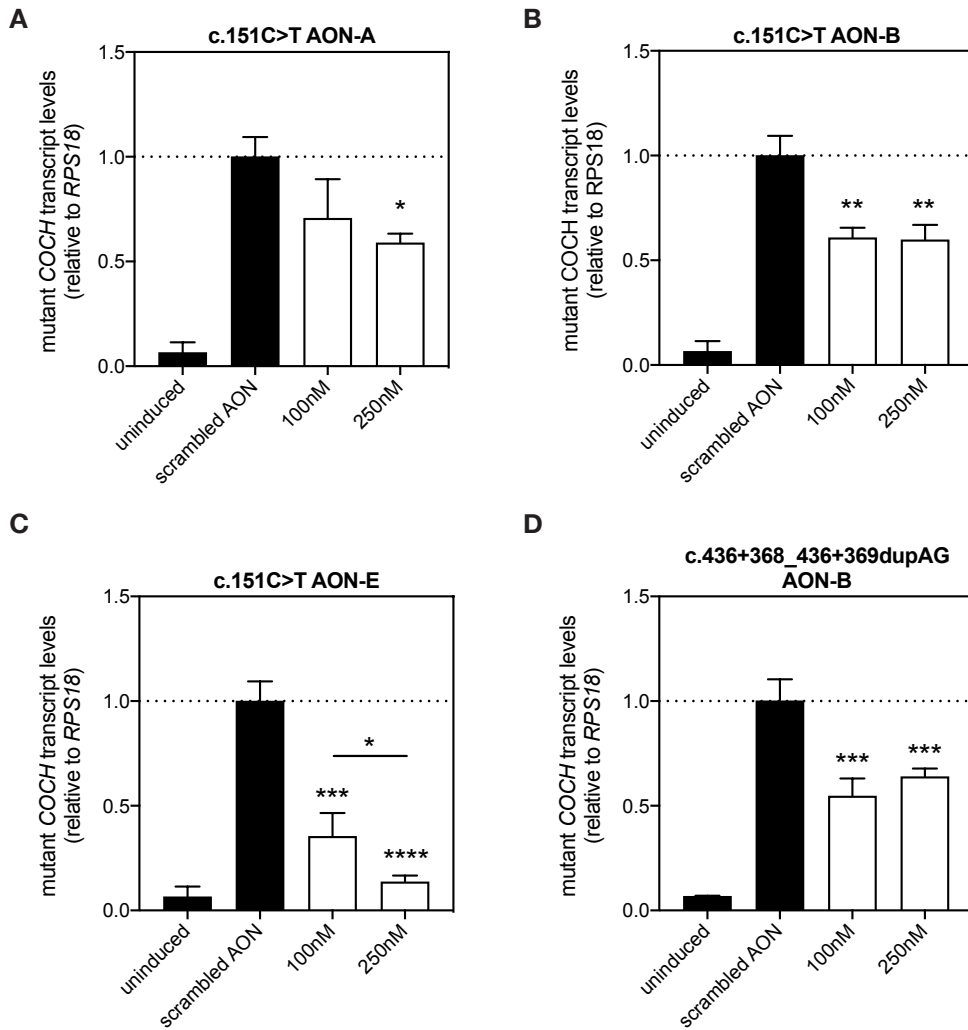 A
c.151C>T AON-A
mutant COCH transcript levels
(relative to RPS18)
1.5
1.0
0.5
0.0
*
uninduced
scrambled AON
100nM
250nM
B
c.151C>T AON-B
mutant COCH transcript levels
(relative to RPS18)
1.5
1.0
0.5
0.0
**
**
uninduced
scrambled AON
100nM
250nM
C
c.151C>T AON-E
mutant COCH transcript levels
(relative to RPS18)
1.5
1.0
0.5
0.0
*
***
****
uninduced
scrambled AON
100nM
250nM
D
c.436+368_436+369dupAG
AON-B
mutant COCH transcript levels
(relative to RPS18)
1.5
1.0
0.5
0.0
***
***
uninduced
scrambled AON
100nM
250nM